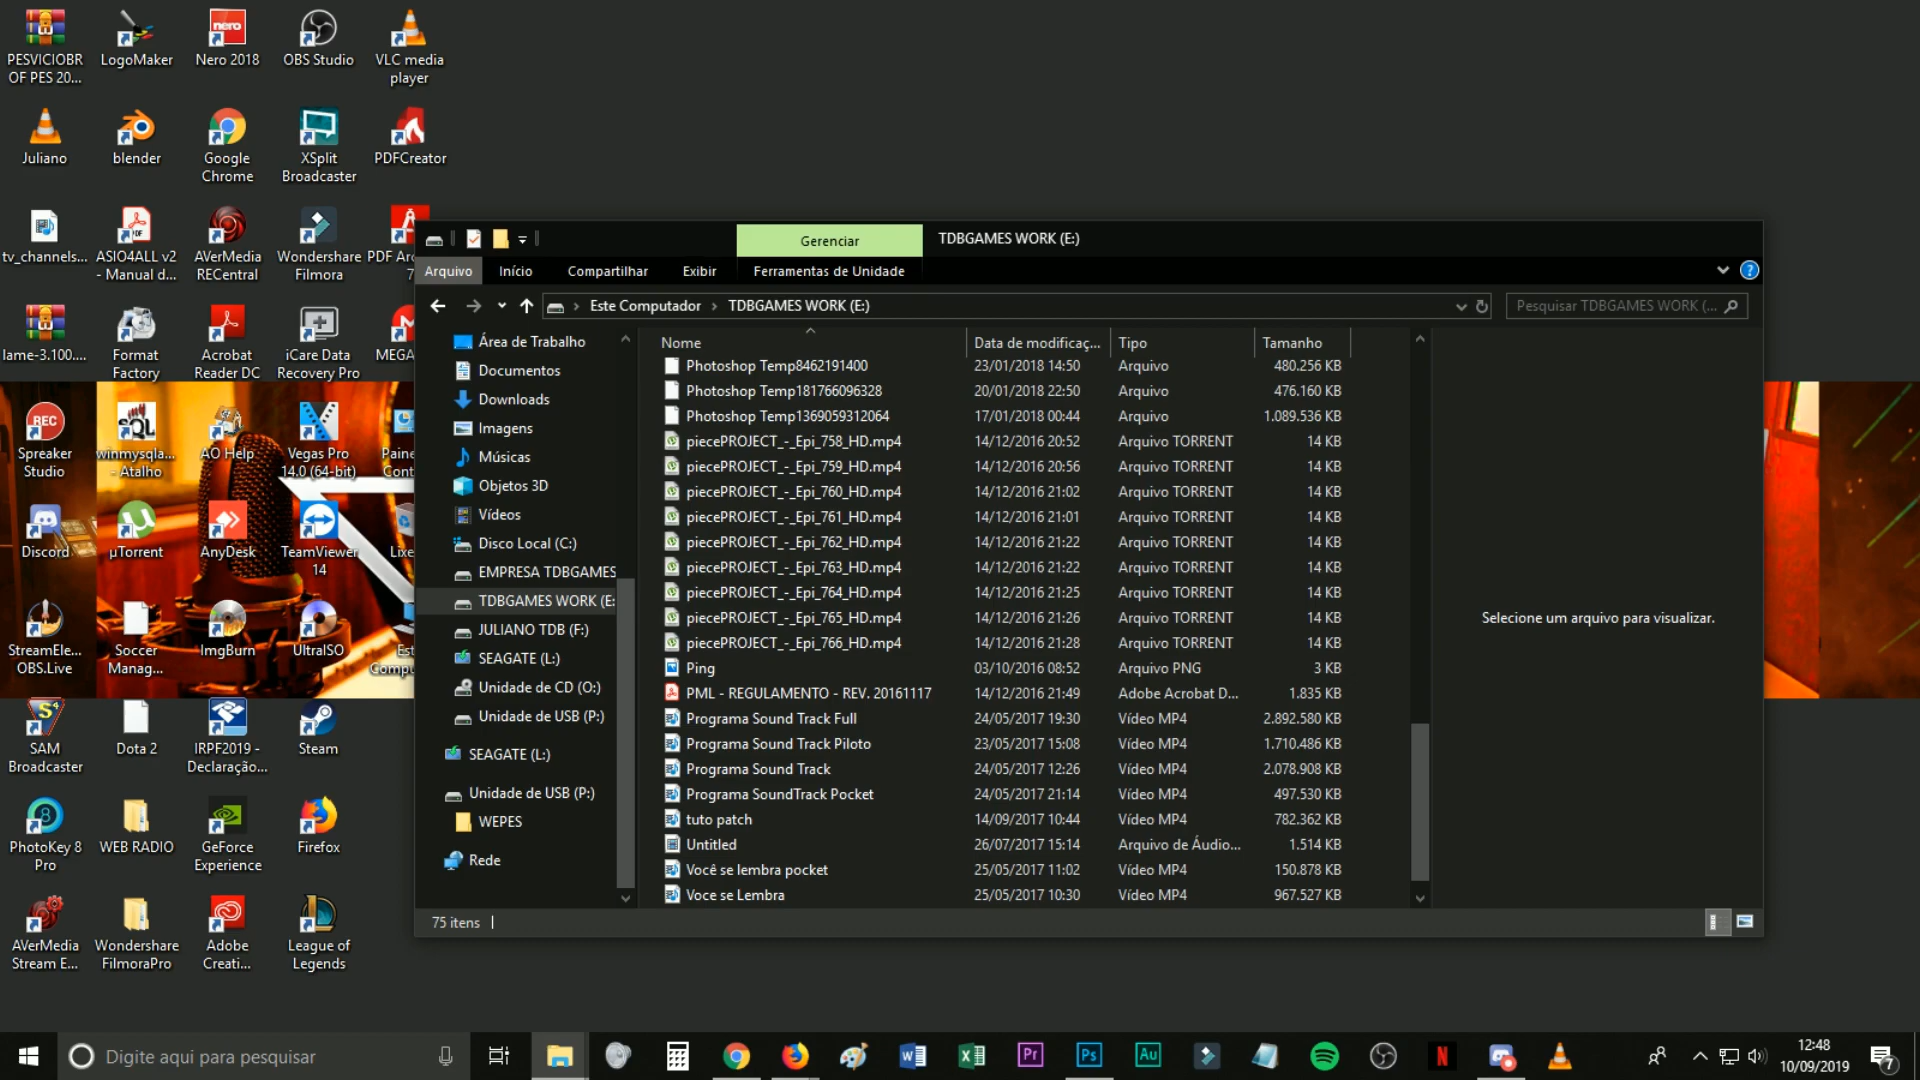 PESVICIOBR
OF PES 20...
LogoMaker
Nero 2018
OBS Studio
VLC media
player
Juliano
blender
Google
Chrome
XSplit
Broadcaster
PDFCreator
tv_channels...
ASIO4ALL v2
- Manual d...
AVerMedia
RECentral
Wondershare
Filmora
PDF Arc
7
lame-3.100....
Format
Factory
Acrobat
Reader DC
iCare Data
Recovery Pro
MEGA
Spreaker
Studio
winmysqla...
- Atalho
AO Help
Vegas Pro
14.0 (64-bit)
Paine
Cont
Discord
µTorrent
AnyDesk
TeamViewer
14
Lixe
StreamEle...
OBS.Live
Soccer
Manag...
ImgBurn
UltraISO
Est
Compu
SAM
Broadcaster
Dota 2
IRPF2019 -
Declaração...
Steam
PhotoKey 8
Pro
WEB RADIO
GeForce
Experience
Firefox
AVerMedia
Stream E...
Wondershare
FilmoraPro
Adobe
Creati...
League of
Legends
Gerenciar
TDBGAMES WORK (E:)
Arquivo Início Compartilhar Exibir Ferramentas de Unidade
Este Computador › TDBGAMES WORK (E:)
Pesquisar TDBGAMES WORK (...
Área de Trabalho
Documentos
Downloads
Imagens
Músicas
Objetos 3D
Vídeos
Disco Local (C:)
EMPRESA TDBGAMES
TDBGAMES WORK (E:
JULIANO TDB (F:)
SEAGATE (L:)
Unidade de CD (O:)
Unidade de USB (P:)
SEAGATE (L:)
Unidade de USB (P:)
WEPES
Rede
Nome Data de modificaç... Tipo Tamanho
Photoshop Temp8462191400 23/01/2018 14:50 Arquivo 480.256 KB
Photoshop Temp181766096328 20/01/2018 22:50 Arquivo 476.160 KB
Photoshop Temp1369059312064 17/01/2018 00:44 Arquivo 1.089.536 KB
piecePROJECT_-_Epi_758_HD.mp4 14/12/2016 20:52 Arquivo TORRENT 14 KB
piecePROJECT_-_Epi_759_HD.mp4 14/12/2016 20:56 Arquivo TORRENT 14 KB
piecePROJECT_-_Epi_760_HD.mp4 14/12/2016 21:02 Arquivo TORRENT 14 KB
piecePROJECT_-_Epi_761_HD.mp4 14/12/2016 21:01 Arquivo TORRENT 14 KB
piecePROJECT_-_Epi_762_HD.mp4 14/12/2016 21:22 Arquivo TORRENT 14 KB
piecePROJECT_-_Epi_763_HD.mp4 14/12/2016 21:22 Arquivo TORRENT 14 KB
piecePROJECT_-_Epi_764_HD.mp4 14/12/2016 21:25 Arquivo TORRENT 14 KB
piecePROJECT_-_Epi_765_HD.mp4 14/12/2016 21:26 Arquivo TORRENT 14 KB
piecePROJECT_-_Epi_766_HD.mp4 14/12/2016 21:28 Arquivo TORRENT 14 KB
Ping 03/10/2016 08:52 Arquivo PNG 3 KB
PML - REGULAMENTO - REV. 20161117 14/12/2016 21:49 Adobe Acrobat D... 1.835 KB
Programa Sound Track Full 24/05/2017 19:30 Vídeo MP4 2.892.580 KB
Programa Sound Track Piloto 23/05/2017 15:08 Vídeo MP4 1.710.486 KB
Programa Sound Track 24/05/2017 12:26 Vídeo MP4 2.078.908 KB
Programa SoundTrack Pocket 24/05/2017 21:14 Vídeo MP4 497.530 KB
tuto patch 14/09/2017 10:44 Vídeo MP4 782.362 KB
Untitled 26/07/2017 15:14 Arquivo de Áudio... 1.514 KB
Você se lembra pocket 25/05/2017 11:02 Vídeo MP4 150.878 KB
Voce se Lembra 25/05/2017 10:30 Vídeo MP4 967.527 KB
Selecione um arquivo para visualizar.
75 itens
Digite aqui para pesquisar
12:48
10/09/2019
7